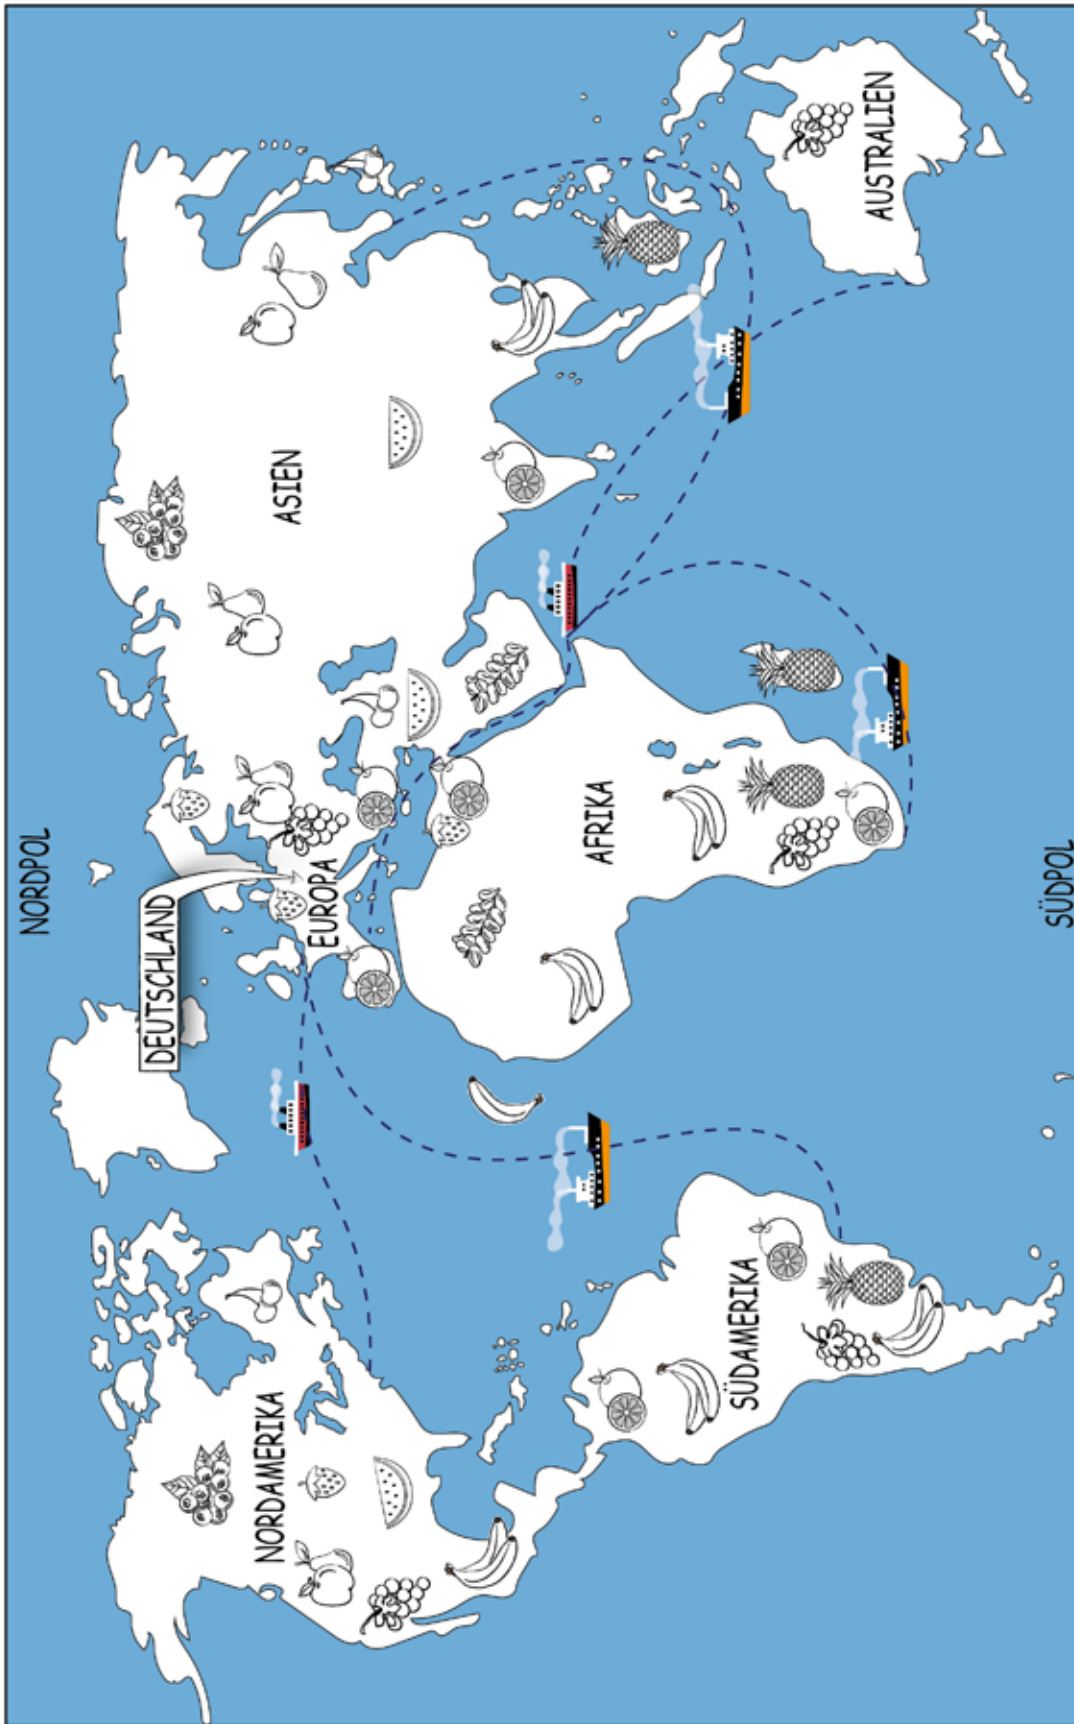 NORDPOL
DEUTSCHLAND
NORDAMERIKA
EUROPA
ASIEN
AFRIKA
SÜDAMERIKA
AUSTRALIEN
SÜDPOL